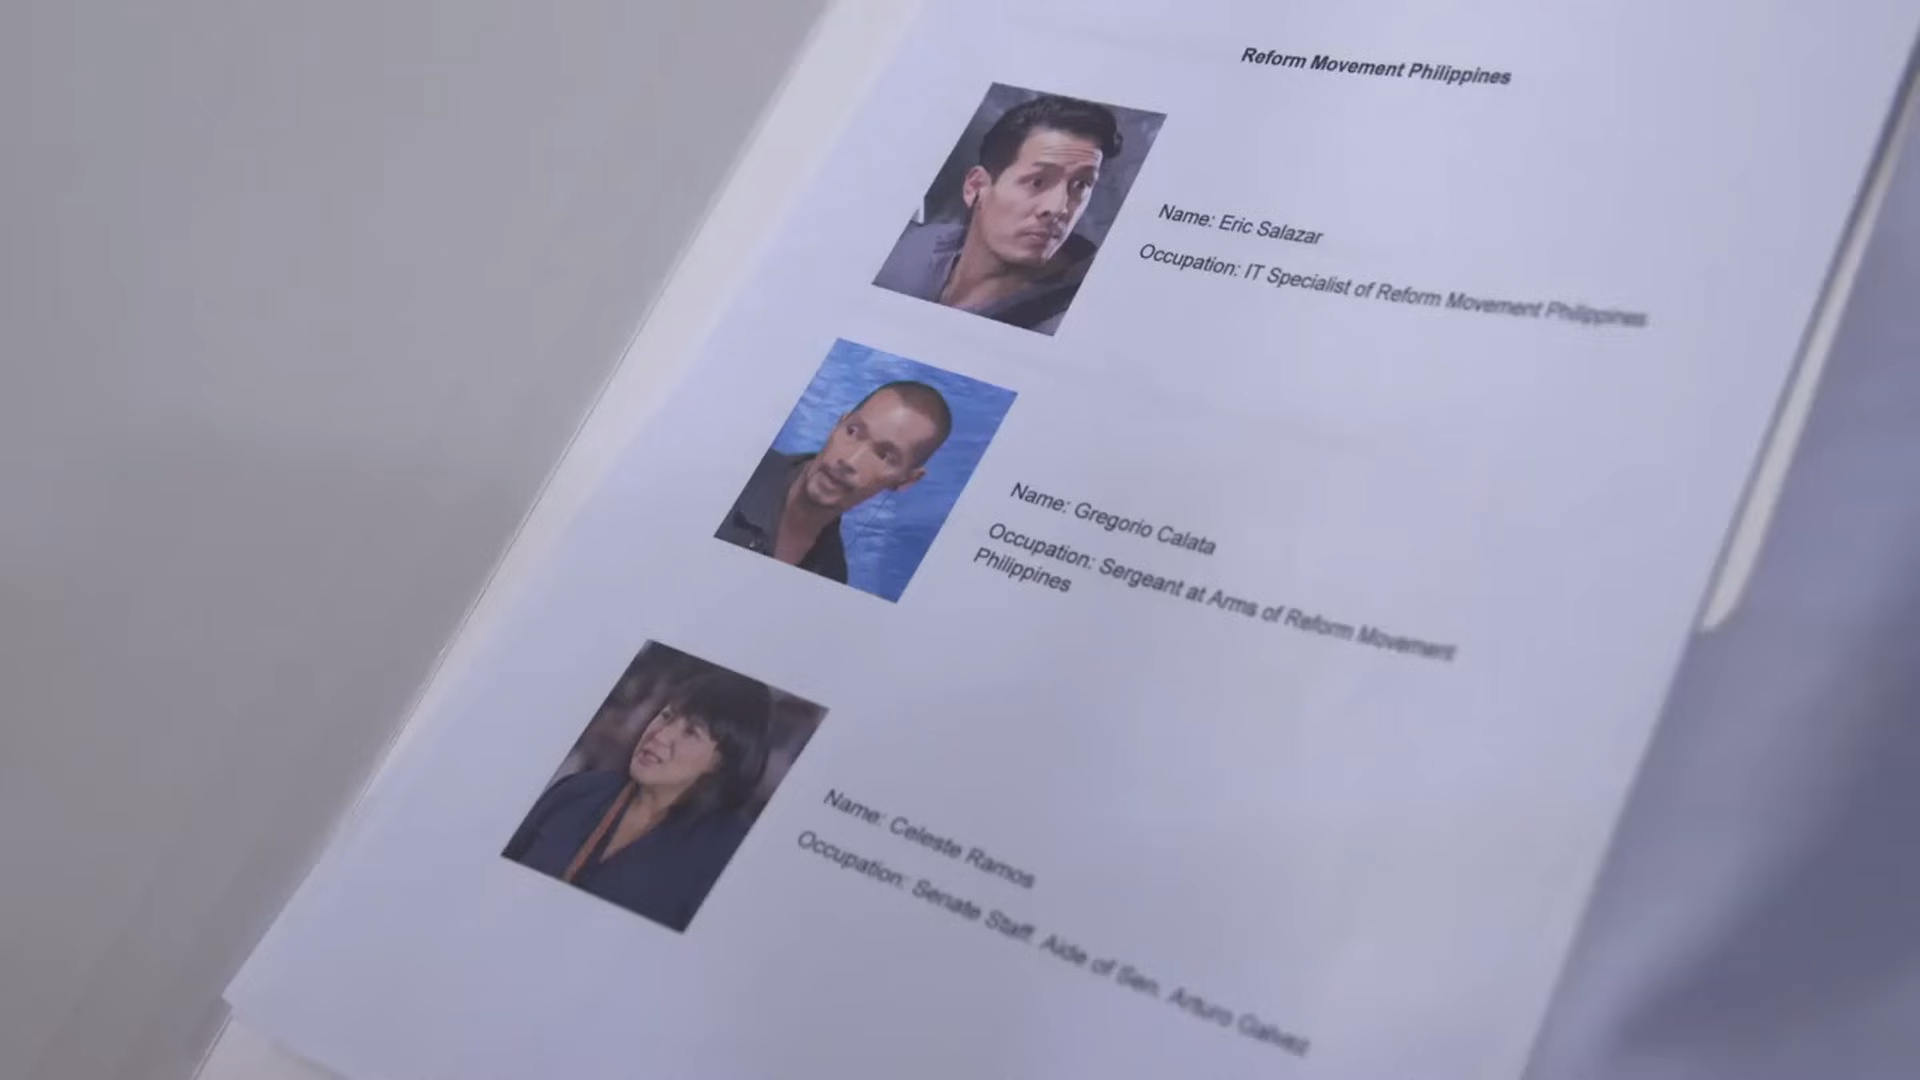 Reform Movement Philippines
Name: Eric Salazar
Occupation: IT Specialist of Reform Movement Philippines
Name: Gregorio Calata
Occupation: Sergeant at Arms of Reform Movement
Philippines
Name: Celeste Ramos
Occupation: Senate Staff. Aide of Sen. Arturo Galvez